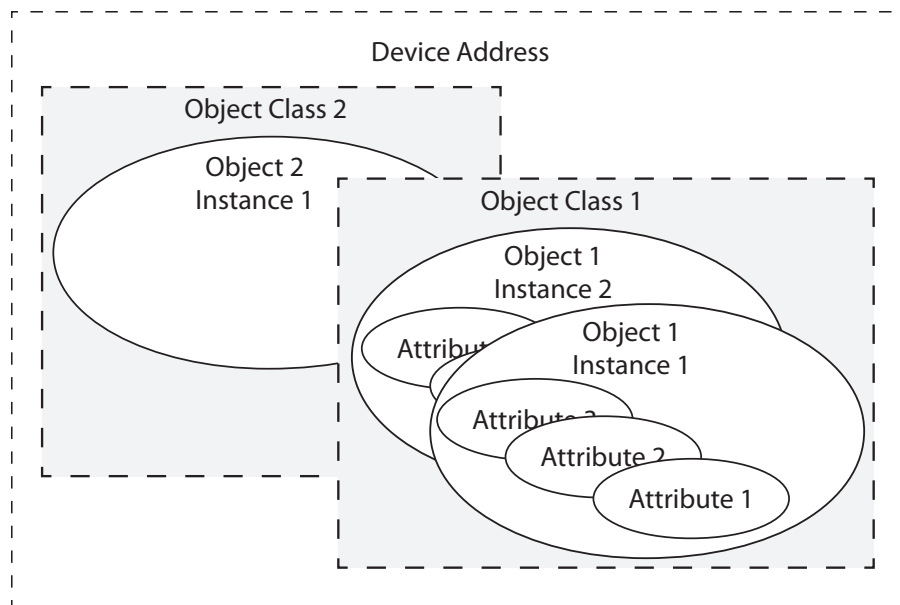 Device Address
Object Class 2
Object 2
Instance 1
Object Class 1
Object 1
Instance 2
Object 1
Instance 1
Attribute 2
Attribute 1